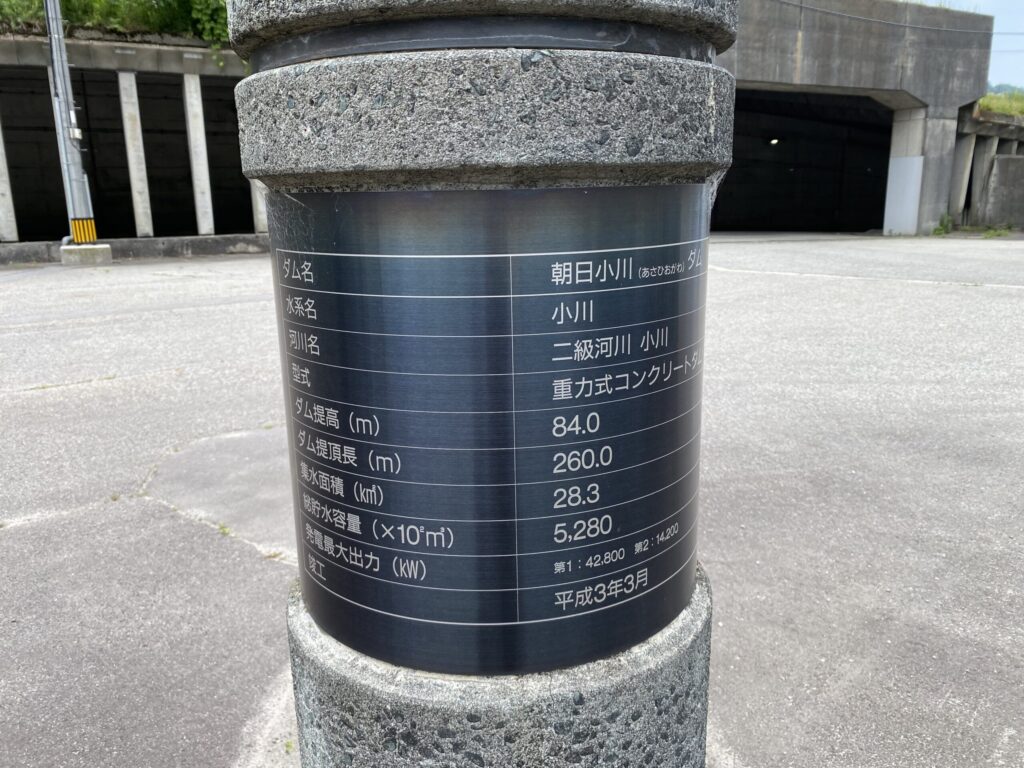 ダム名 朝日小川(あさひおがわ)ダム
水系名 小川
河川名 二級河川 小川
型式 重力式コンクリートダム
ダム提高(m) 84.0
ダム提頂長(m) 260.0
集水面積(㎢) 28.3
総貯水容量(×10³㎥) 5,280
発電最大出力(kW) 第1:42,800 第2:14,200
竣工 平成3年3月